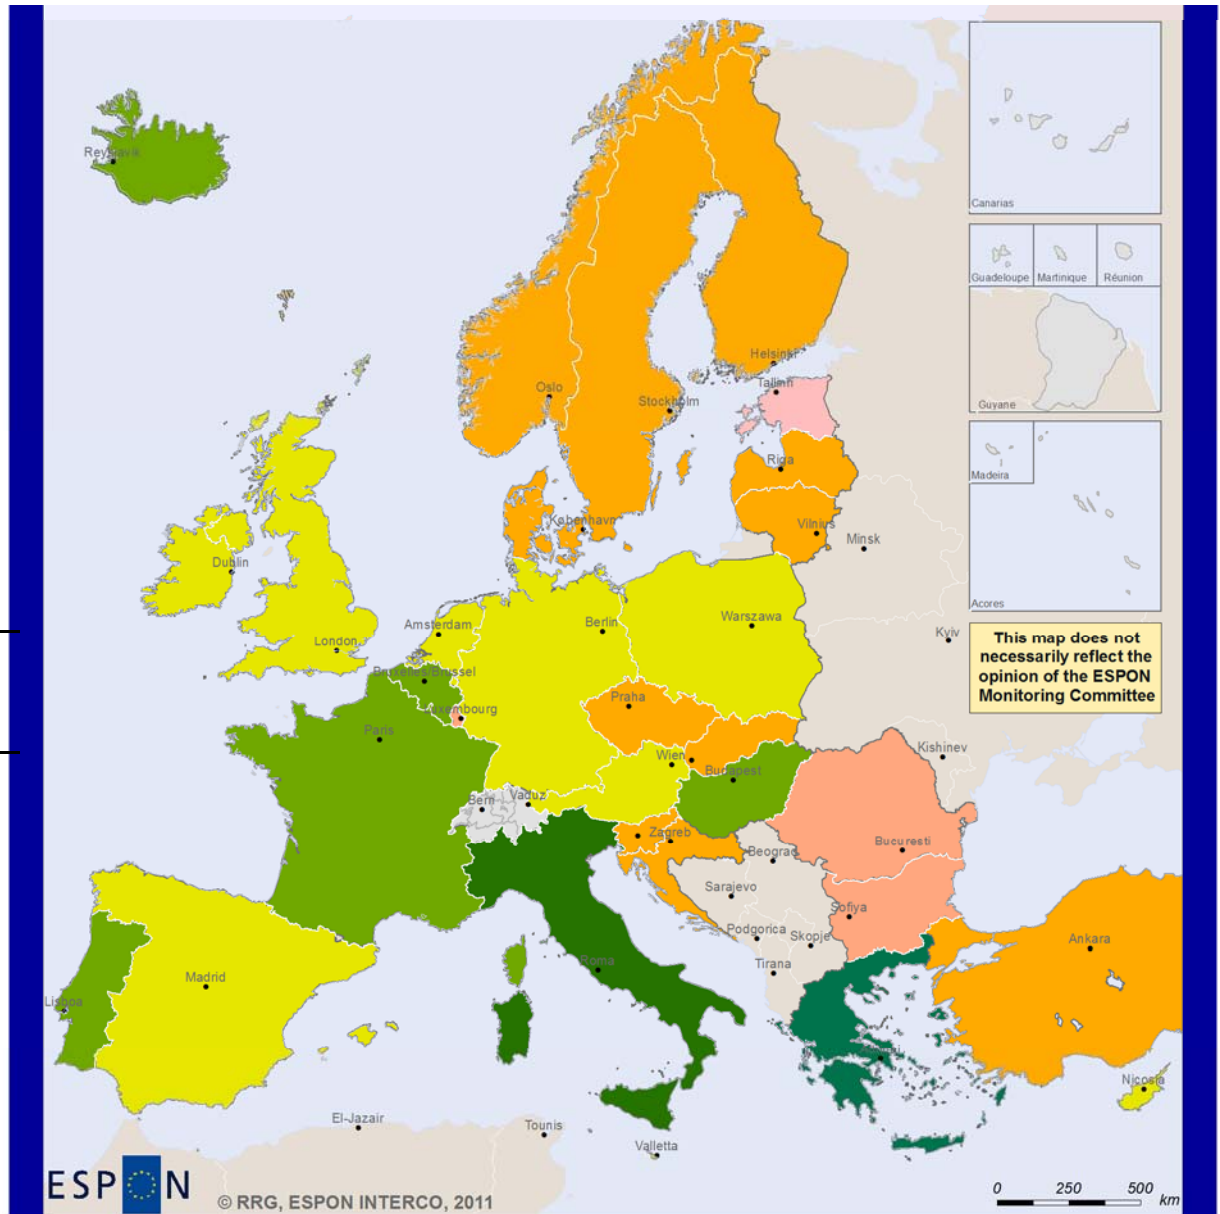 Reykjavik
Canarias
Guadeloupe
Martinique
Réunion
Guyane
Madeira
Acores
Helsinki
Tallinn
Oslo
Stockholm
Riga
København
Vilnius
Minsk
Dublin
Amsterdam
Berlin
Warszawa
Kyiv
London
This map does not
necessarily reflect the
opinion of the ESPON
Monitoring Committee
Bruxelles/Brussel
Luxembourg
Praha
Paris
Wien
Kishinev
Budapest
Bern
Vaduz
Zagreb
Bucuresti
Beograd
Sarajevo
Sofiya
Podgorica
Skopje
Ankara
Tirana
Roma
Madrid
Lisboa
Nicosia
El-Jazair
Tounis
Valletta
ESPON
© RRG, ESPON INTERCO, 2011
0 250 500 km